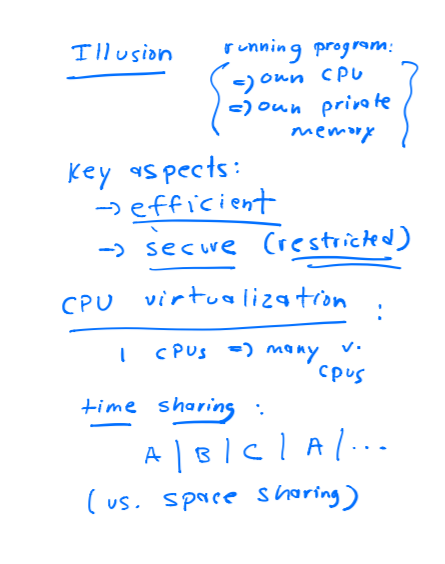 Illusion
running program:
=> own CPU
=> own private
memory
Key aspects:
-> efficient
-> secure (restricted)
CPU virtualization :
1 CPUs => many v.
CPUs
time sharing :
A | B | C | A | ...
(vs. space sharing)